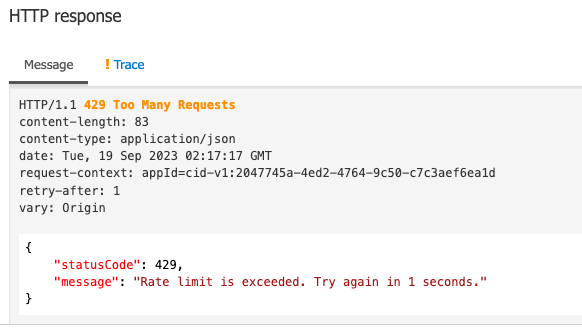 HTTP response
Message
! Trace
HTTP/1.1 429 Too Many Requests
content-length: 83
content-type: application/json
date: Tue, 19 Sep 2023 02:17:17 GMT
request-context: appId=cid-v1:2047745a-4ed2-4764-9c50-c7c3aef6ea1d
retry-after: 1
vary: Origin
{
    "statusCode": 429,
    "message": "Rate limit is exceeded. Try again in 1 seconds."
}